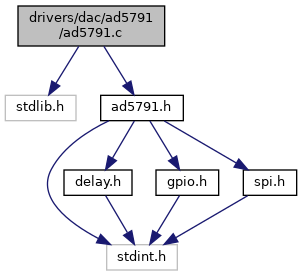 drivers/dac/ad5791
/ad5791.c
stdlib.h
ad5791.h
delay.h
gpio.h
spi.h
stdint.h